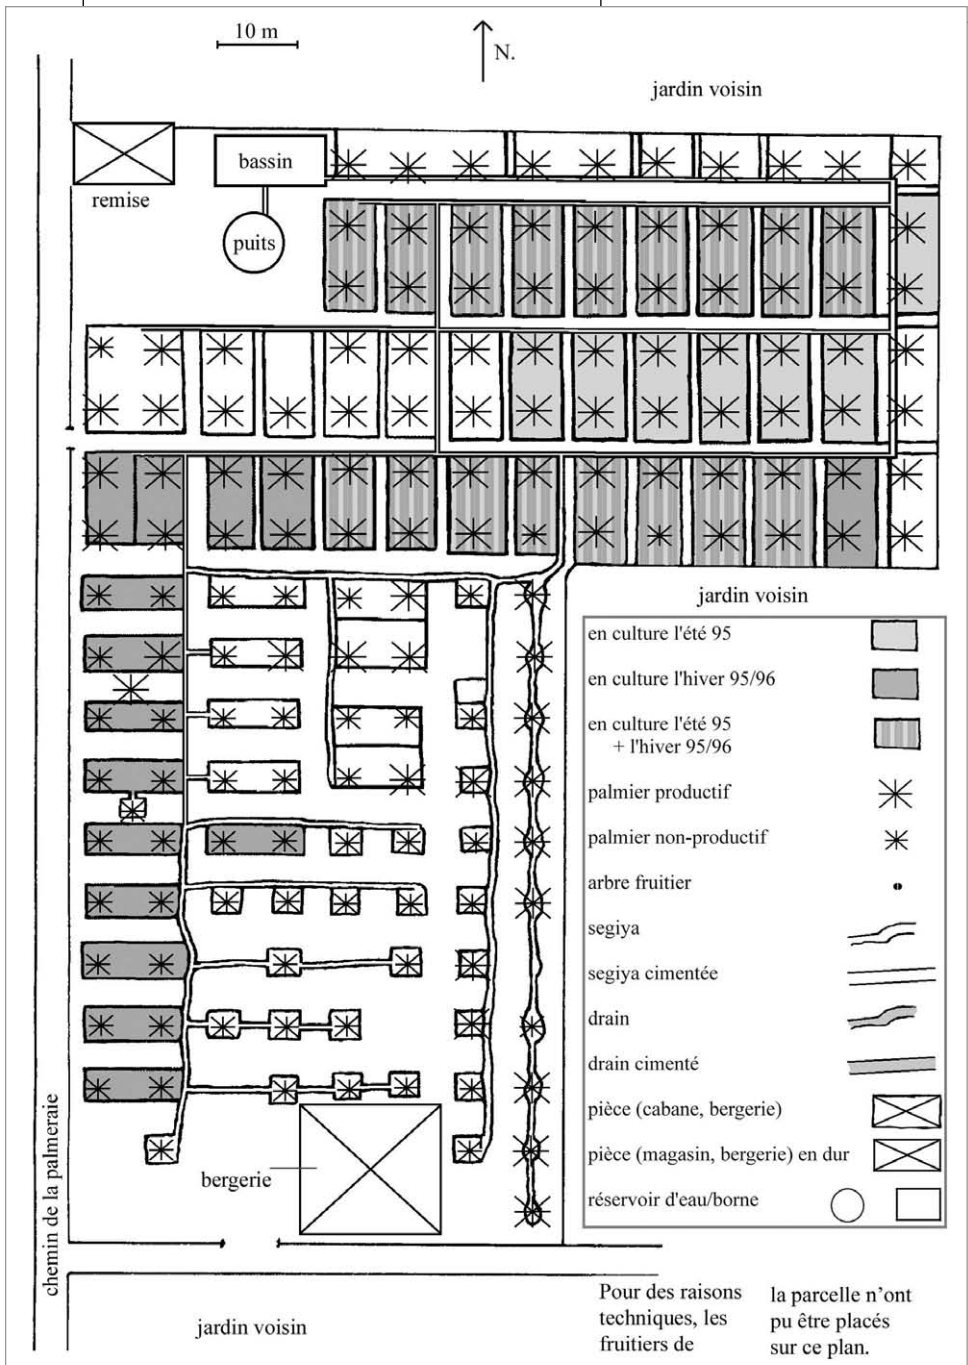 10 m
N.
jardin voisin
bassin
remise
puits
jardin voisin
en culture l'été 95
en culture l'hiver 95/96
en culture l'été 95
+ l'hiver 95/96
palmier productif
palmier non-productif
arbre fruitier
segiya
segiya cimentée
drain
drain cimenté
pièce (cabane, bergerie)
pièce (magasin, bergerie) en dur
réservoir d'eau/borne
bergerie
chemin de la palmeraie
jardin voisin
Pour des raisons
techniques, les
fruitiers de
la parcelle n'ont
pu être placés
sur ce plan.